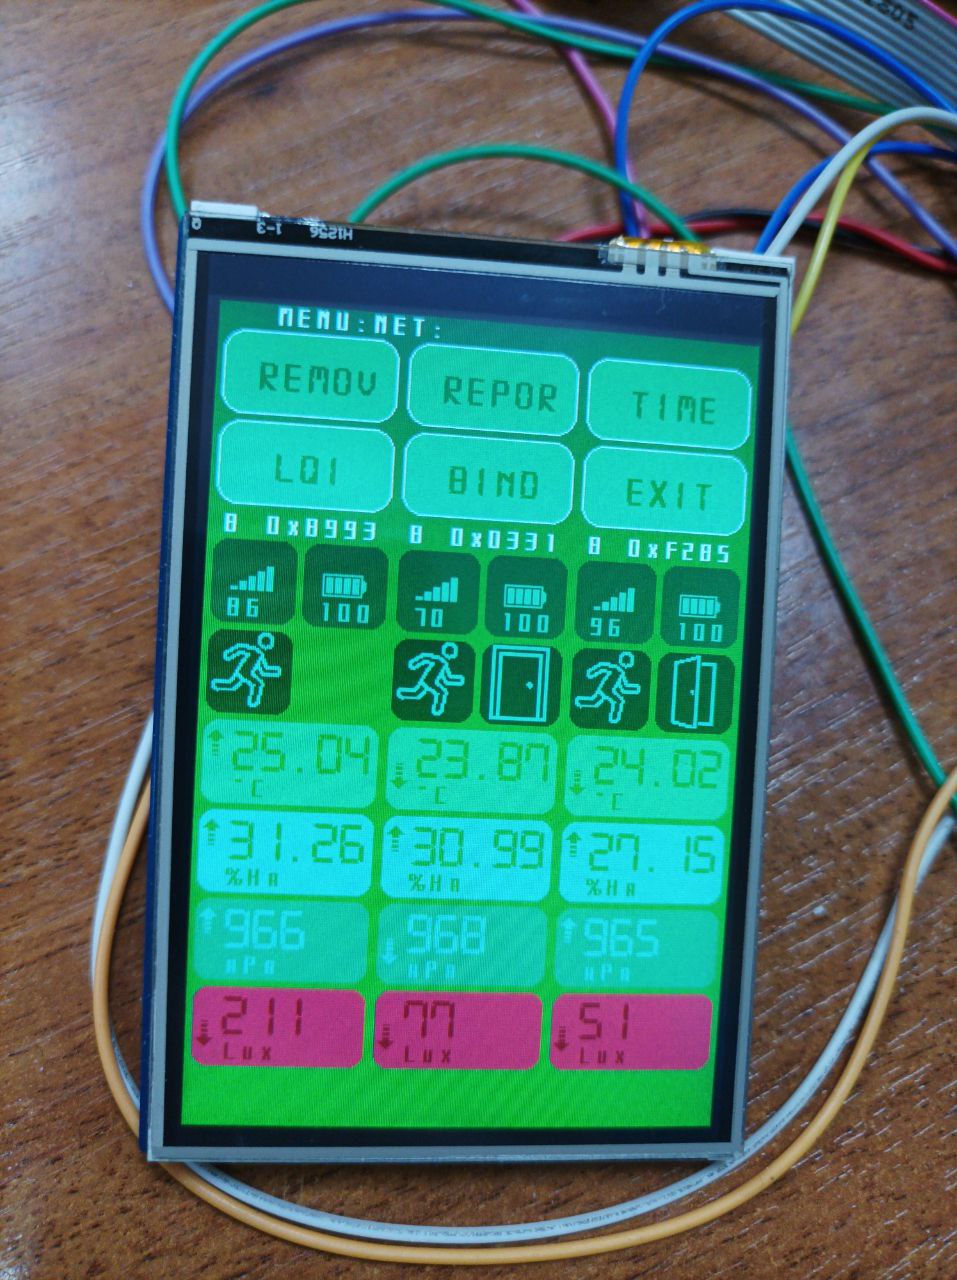 H1256 1-3 0
MENU:NET:
REMOV REPOR TIME
LQI BIND EXIT
8 0x8993 8 0x0331 8 0xF285
86 100 70 100 96 100
25.04 23.87 24.02
°C °C °C
31.26 30.99 27.15
%Ha %Ha %Ha
966 968 965
hPa hPa hPa
211 77 51
Lux Lux Lux